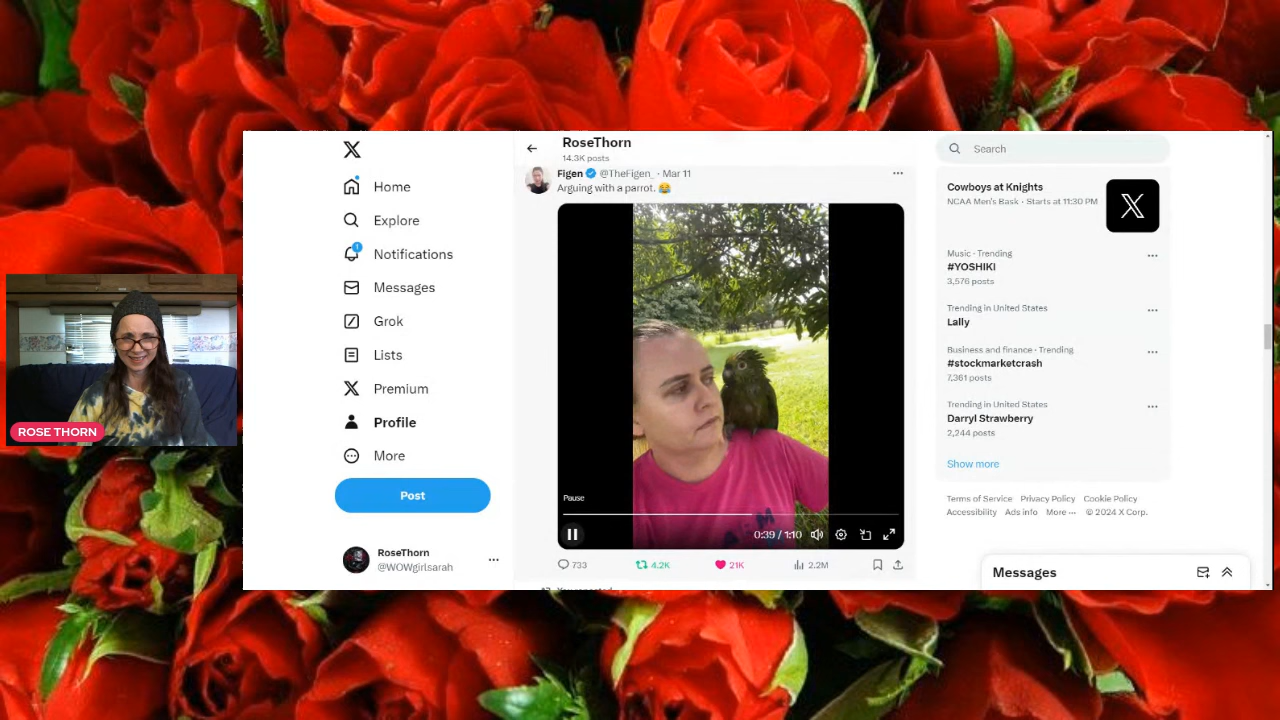 RoseThorn
14.3K posts
Figen @TheFigen_ · Mar 11
Arguing with a parrot. 😂
Home
Explore
1
Notifications
Messages
Grok
Lists
Premium
Profile
More
Post
RoseThorn
@WOWgirlsarah
ROSE THORN
Pause
0:39 / 1:10
733
4.2K
21K
2.2M
Search
Cowboys at Knights
NCAA Men's Bask · Starts at 11:30 PM
Music · Trending
#YOSHIKI
3,576 posts
Trending in United States
Lally
Business and finance · Trending
#stockmarketcrash
7,361 posts
Trending in United States
Darryl Strawberry
2,244 posts
Show more
Terms of Service Privacy Policy Cookie Policy
Accessibility Ads info More ··· © 2024 X Corp.
Messages